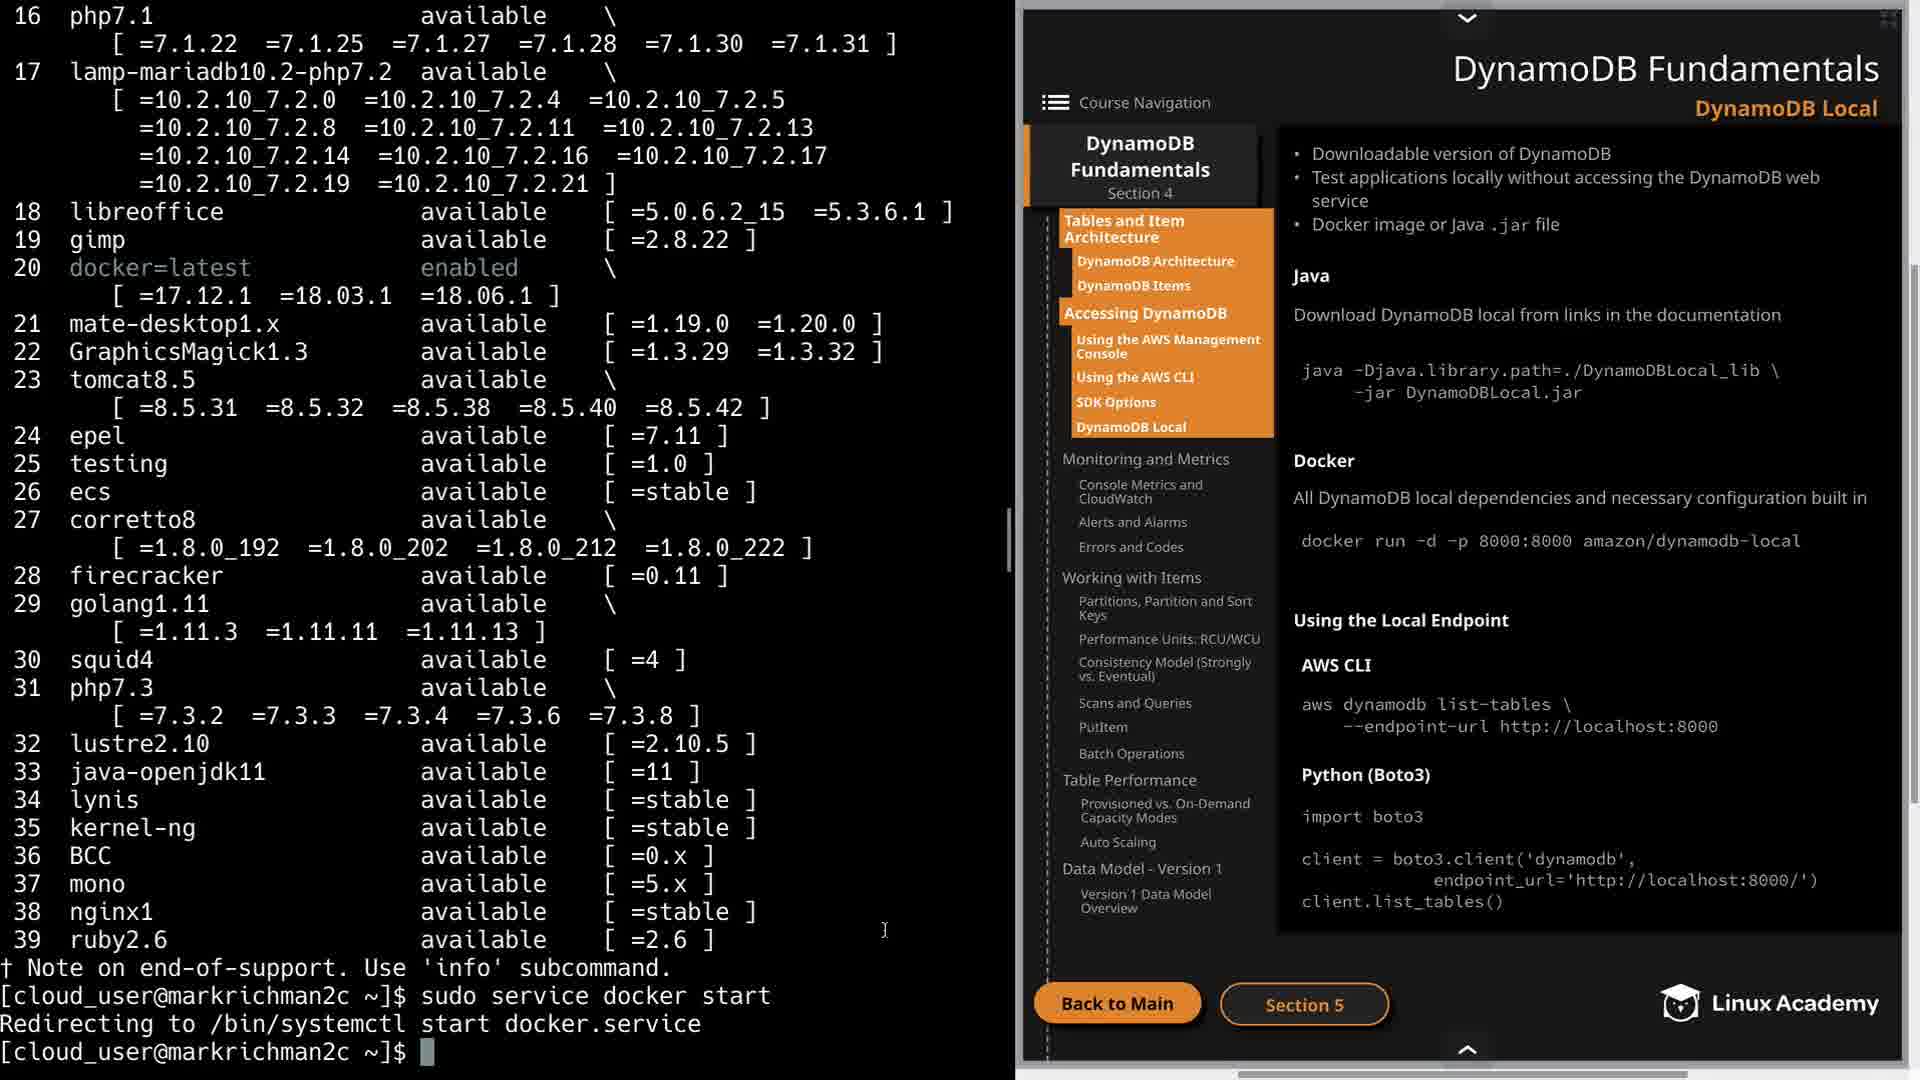 16  php7.1                   available    \
        [ =7.1.22  =7.1.25  =7.1.27  =7.1.28  =7.1.30  =7.1.31 ]
17  lamp-mariadb10.2-php7.2  available    \
        [ =10.2.10_7.2.0  =10.2.10_7.2.4  =10.2.10_7.2.5
          =10.2.10_7.2.8  =10.2.10_7.2.11  =10.2.10_7.2.13
          =10.2.10_7.2.14  =10.2.10_7.2.16  =10.2.10_7.2.17
          =10.2.10_7.2.19  =10.2.10_7.2.21 ]
18  libreoffice              available    [ =5.0.6.2_15  =5.3.6.1 ]
19  gimp                     available    [ =2.8.22 ]
20  docker=latest            enabled      \
        [ =17.12.1  =18.03.1  =18.06.1 ]
21  mate-desktop1.x          available    [ =1.19.0  =1.20.0 ]
22  GraphicsMagick1.3        available    [ =1.3.29  =1.3.32 ]
23  tomcat8.5                available    \
        [ =8.5.31  =8.5.32  =8.5.38  =8.5.40  =8.5.42 ]
24  epel                     available    [ =7.11 ]
25  testing                  available    [ =1.0 ]
26  ecs                      available    [ =stable ]
27  corretto8                available    \
        [ =1.8.0_192  =1.8.0_202  =1.8.0_212  =1.8.0_222 ]
28  firecracker              available    [ =0.11 ]
29  golang1.11               available    \
        [ =1.11.3  =1.11.11  =1.11.13 ]
30  squid4                   available    [ =4 ]
31  php7.3                   available    \
        [ =7.3.2  =7.3.3  =7.3.4  =7.3.6  =7.3.8 ]
32  lustre2.10               available    [ =2.10.5 ]
33  java-openjdk11           available    [ =11 ]
34  lynis                    available    [ =stable ]
35  kernel-ng                available    [ =stable ]
36  BCC                      available    [ =0.x ]
37  mono                     available    [ =5.x ]
38  nginx1                   available    [ =stable ]
39  ruby2.6                  available    [ =2.6 ]
† Note on end-of-support. Use 'info' subcommand.
[cloud_user@markrichman2c ~]$ sudo service docker start
Redirecting to /bin/systemctl start docker.service
[cloud_user@markrichman2c ~]$
DynamoDB Fundamentals
DynamoDB Local
Course Navigation
DynamoDB
Fundamentals
Section 4
Tables and Item
Architecture
DynamoDB Architecture
DynamoDB Items
Accessing DynamoDB
Using the AWS Management
Console
Using the AWS CLI
SDK Options
DynamoDB Local
Monitoring and Metrics
Console Metrics and
CloudWatch
Alerts and Alarms
Errors and Codes
Working with Items
Partitions, Partition and Sort
Keys
Performance Units: RCU/WCU
Consistency Model (Strongly
vs. Eventual)
Scans and Queries
PutItem
Batch Operations
Table Performance
Provisioned vs. On-Demand
Capacity Modes
Auto Scaling
Data Model - Version 1
Version 1 Data Model
Overview
• Downloadable version of DynamoDB
• Test applications locally without accessing the DynamoDB web
service
• Docker image or Java .jar file
Java
Download DynamoDB local from links in the documentation
java -Djava.library.path=./DynamoDBLocal_lib \
-jar DynamoDBLocal.jar
Docker
All DynamoDB local dependencies and necessary configuration built in
docker run -d -p 8000:8000 amazon/dynamodb-local
Using the Local Endpoint
AWS CLI
aws dynamodb list-tables \
--endpoint-url http://localhost:8000
Python (Boto3)
import boto3
client = boto3.client('dynamodb',
endpoint_url='http://localhost:8000/')
client.list_tables()
Back to Main
Section 5
Linux Academy